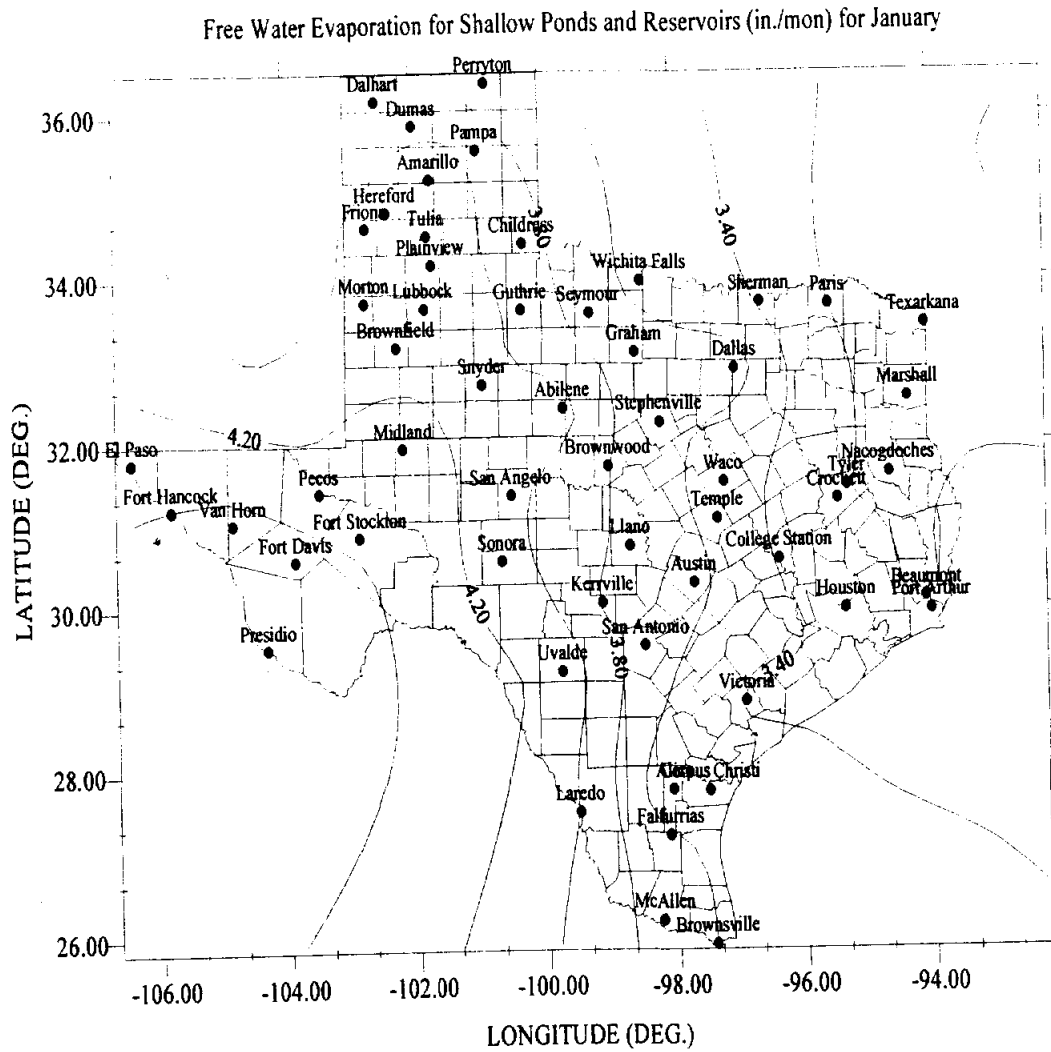 Free Water Evaporation for Shallow Ponds and Reservoirs (in./mon) for January
Perryton
Dalhart
Dumas
36.00
Pampa
Amarillo
Hereford
Friona
Tulia
Childress
3.40
Plainview
Wichita Falls
34.00
Morton
Lubbock
Guthrie
Seymour
Sherman
Paris
Texarkana
Brownfield
Graham
Dallas
Snyder
Marshall
Abilene
Stephenville
4.20
Midland
32.00
El Paso
Brownwood
Nacogdoches
Waco
Tyler
Pecos
San Angelo
Crockett
Fort Hancock
Temple
Van Horn
Fort Stockton
Llano
College Station
Fort Davis
Sonora
Austin
Beaumont
Kerrville
Houston
Port Arthur
4.20
30.00
Presidio
San Antonio
Uvalde
3.80
3.40
Victoria
28.00
Corpus Christi
Laredo
Falfurrias
McAllen
Brownsville
26.00
LATITUDE (DEG.)
-106.00
-104.00
-102.00
-100.00
-98.00
-96.00
-94.00
LONGITUDE (DEG.)